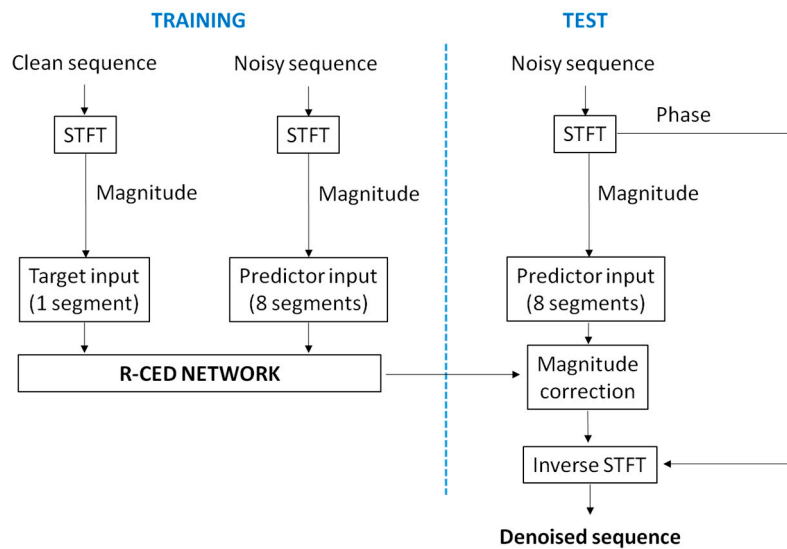 TRAINING
Clean sequence
Noisy sequence
STFT
STFT
Magnitude
Magnitude
Target input
(1 segment)
Predictor input
(8 segments)
R-CED NETWORK
TEST
Noisy sequence
STFT
Phase
Magnitude
Predictor input
(8 segments)
Magnitude
correction
Inverse STFT
Denoised sequence